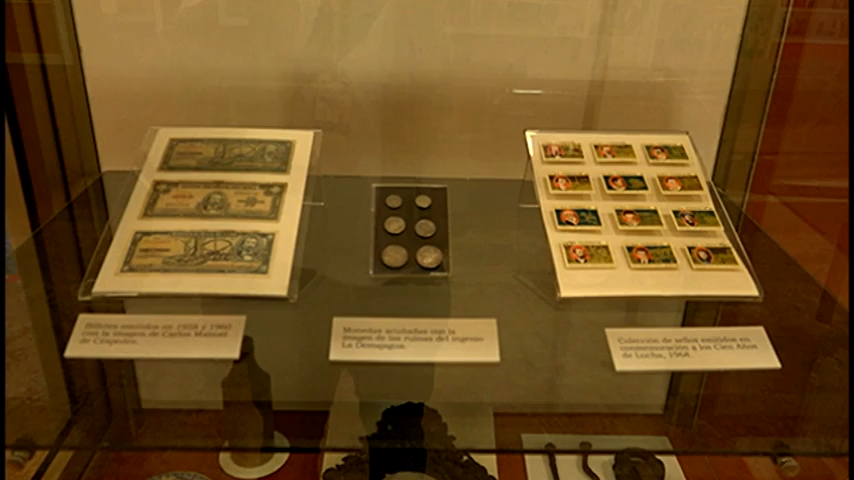 Billetes emitidos en 1958 y 1960
con la imagen de Carlos Manuel
de Céspedes.
Monedas acuñadas con la
imagen de las ruinas del ingenio
La Demajagua.
Colección de sellos emitidos en
conmemoración a los Cien Años
de Lucha, 1968.